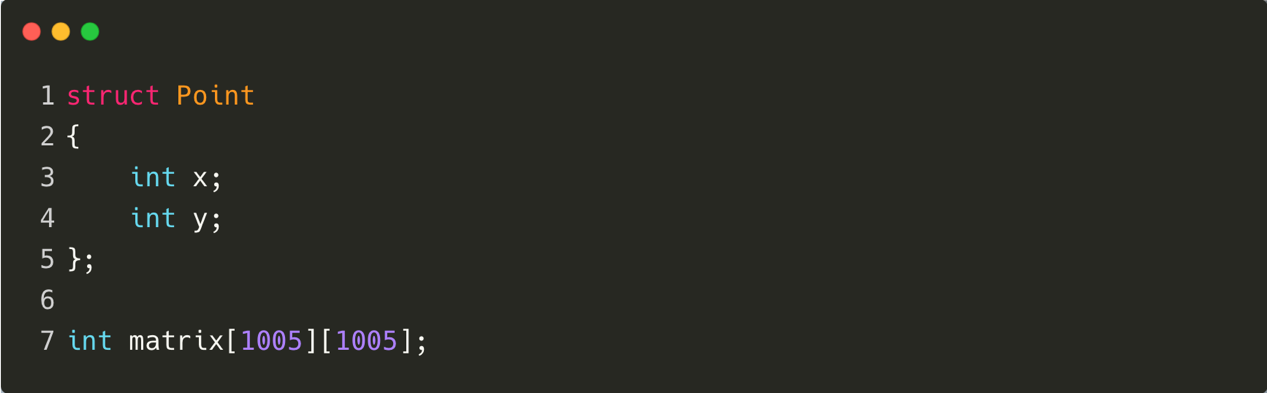 1 struct Point
2 {
3     int x;
4     int y;
5 };
6
7 int matrix[1005][1005];